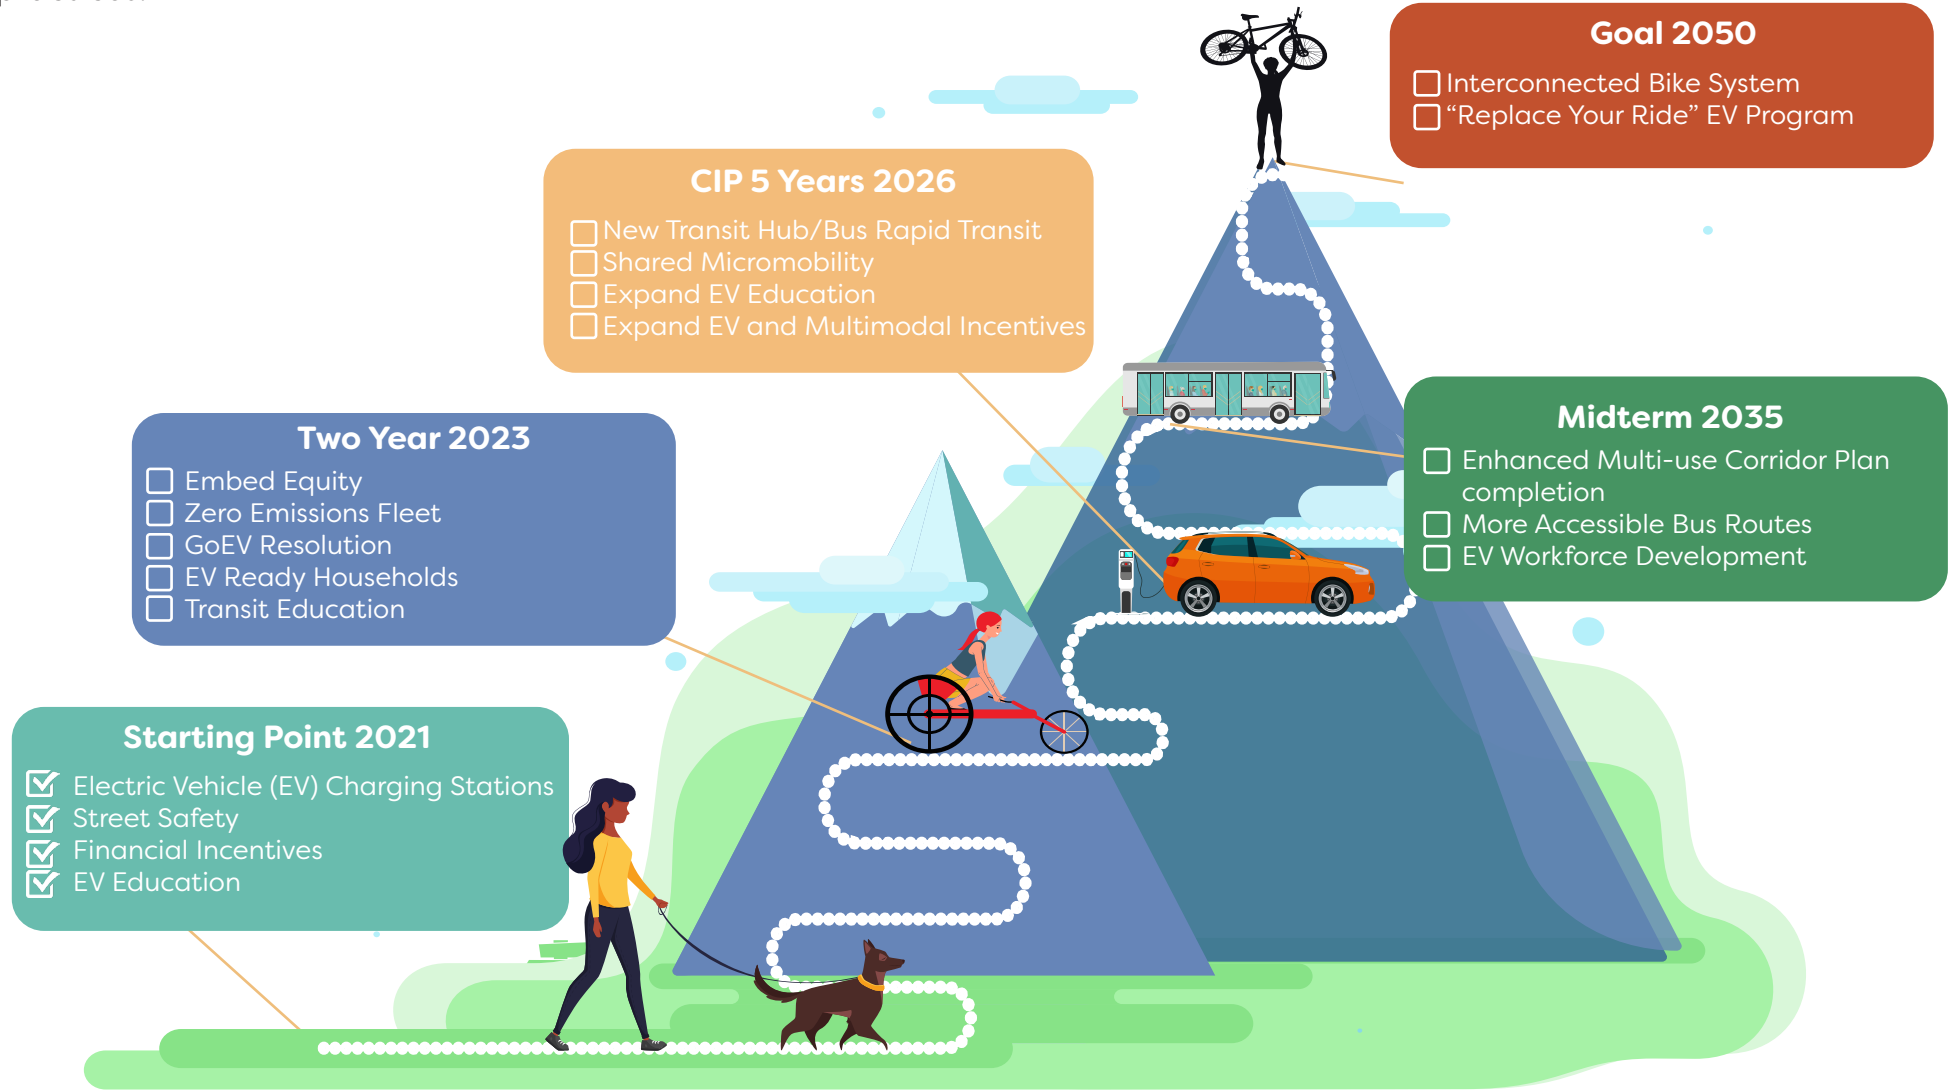 Goal 2050
Interconnected Bike System
“Replace Your Ride” EV Program
CIP 5 Years 2026
New Transit Hub/Bus Rapid Transit
Shared Micromobility
Expand EV Education
Expand EV and Multimodal Incentives
Midterm 2035
Enhanced Multi-use Corridor Plan
completion
More Accessible Bus Routes
EV Workforce Development
Two Year 2023
Embed Equity
Zero Emissions Fleet
GoEV Resolution
EV Ready Households
Transit Education
Starting Point 2021
Electric Vehicle (EV) Charging Stations
Street Safety
Financial Incentives
EV Education